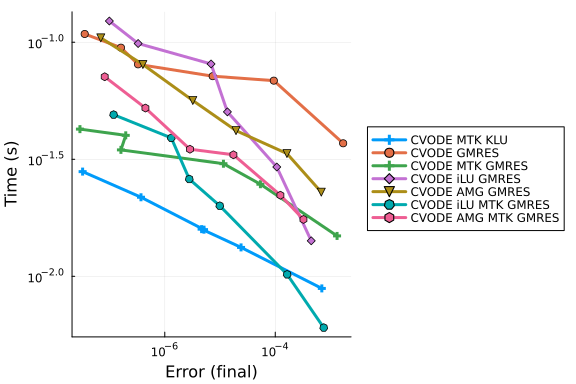 10^-1.0
10^-1.5
10^-2.0
Time (s)
10^-6
10^-4
Error (final)
CVODE MTK KLU
CVODE GMRES
CVODE MTK GMRES
CVODE iLU GMRES
CVODE AMG GMRES
CVODE iLU MTK GMRES
CVODE AMG MTK GMRES